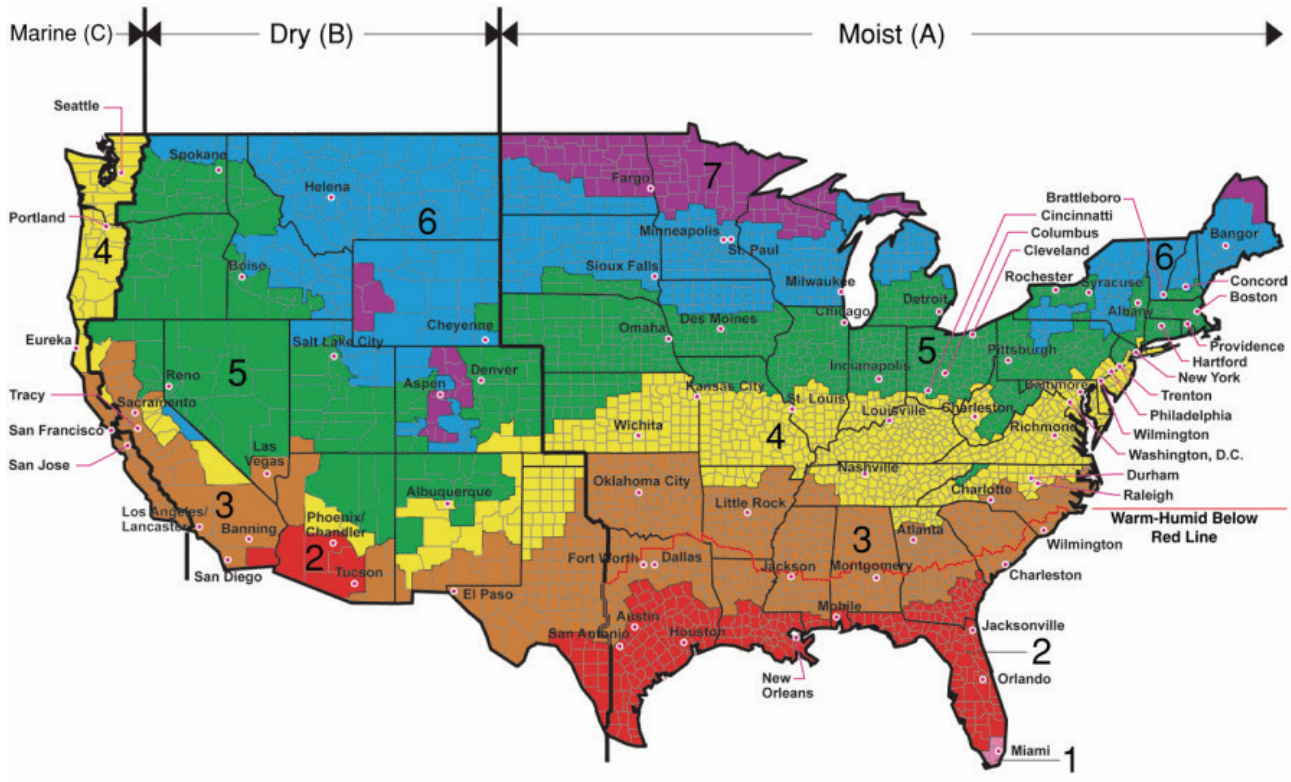 Marine (C)
Dry (B)
Moist (A)
Seattle
Spokane
Helena
Fargo
7
6
Portland
4
Minneapolis
St. Paul
Brattleboro
Cincinnatti
Columbus
Cleveland
Bangor
6
Boise
Sioux Falls
Milwaukee
Rochester
Syracuse
Concord
Detroit
Boston
Albany
Eureka
Cheyenne
Omaha
Des Moines
Chicago
Salt Lake City
Providence
Hartford
5
Pittsburgh
Indianapolis
New York
Reno
5
Aspen
Denver
Kansas City
Baltimore
Trenton
Tracy
Sacramento
St. Louis
Louisville
Charleston
Philadelphia
San Francisco
Wichita
4
Richmond
Wilmington
San Jose
Las
Vegas
Washington, D.C.
Nashville
Durham
Albuquerque
Oklahoma City
Charlotte
Raleigh
3
Los Angeles/
Lancaster
Banning
Phoenix/
Chandler
Little Rock
Atlanta
Warm-Humid Below
Red Line
2
3
Wilmington
San Diego
Tucson
El Paso
Fort Worth
Dallas
Jackson
Montgomery
Charleston
Austin
Mobile
San Antonio
Houston
Jacksonville
2
New
Orleans
Orlando
Miami
1